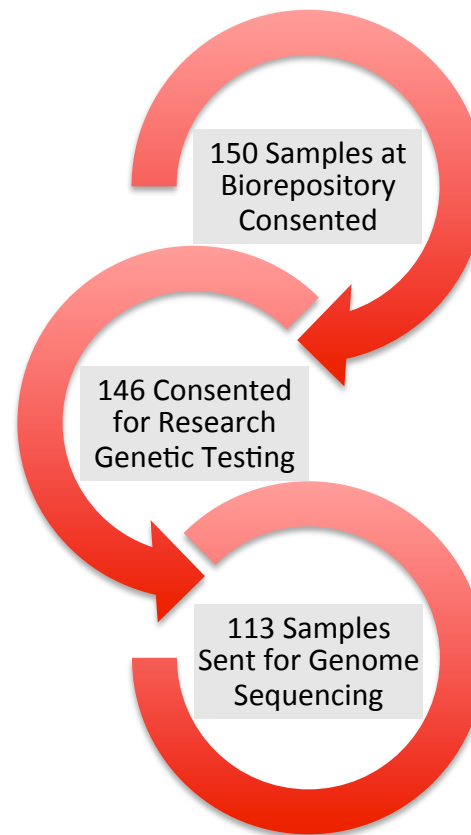 150 Samples at
Biorepository
Consented
146 Consented
for Research
Genetic Testing
113 Samples
Sent for Genome
Sequencing